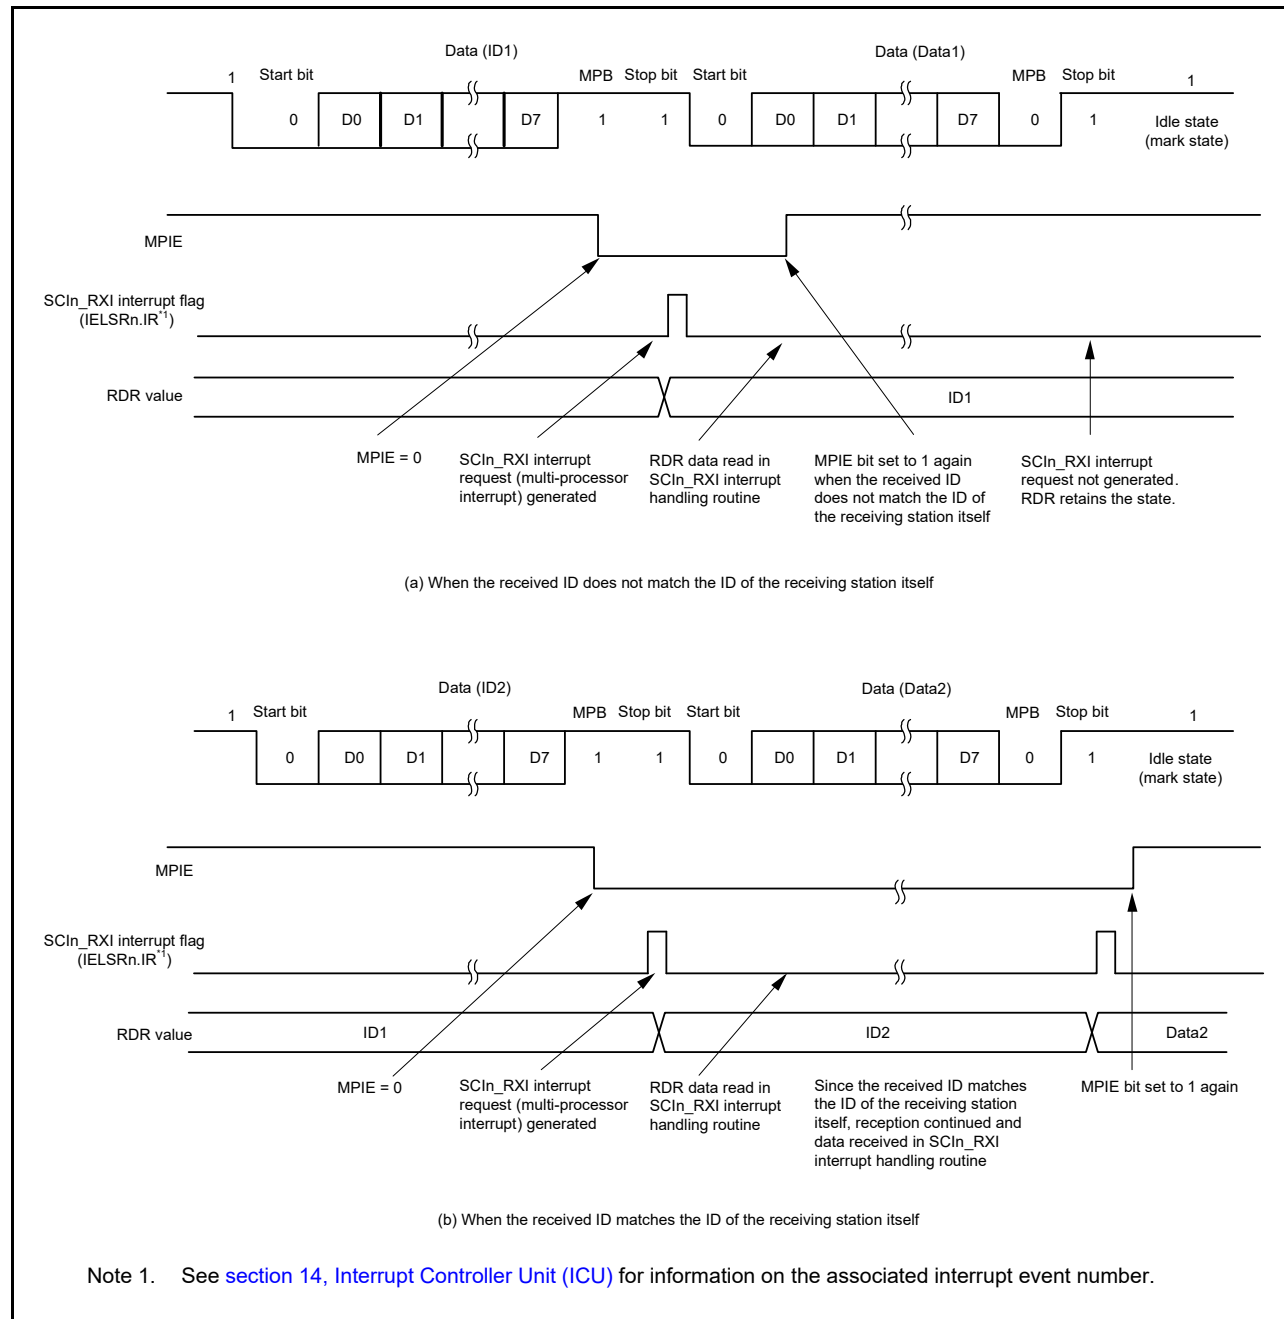 Data (ID1) Data (Data1)
1 Start bit MPB Stop bit Start bit MPB Stop bit 1
0 D0 D1 D7 1 1 0 D0 D1 D7 0 1 Idle state
(mark state)
MPIE
SCIn_RXI interrupt flag
(IELSRn.IR*1)
RDR value ID1
MPIE = 0
SCIn_RXI interrupt
request (multi-processor
interrupt) generated
RDR data read in
SCIn_RXI interrupt
handling routine
MPIE bit set to 1 again
when the received ID
does not match the ID of
the receiving station itself
SCIn_RXI interrupt
request not generated.
RDR retains the state.
(a) When the received ID does not match the ID of the receiving station itself
Data (ID2) Data (Data2)
1 Start bit MPB Stop bit Start bit MPB Stop bit 1
0 D0 D1 D7 1 1 0 D0 D1 D7 0 1 Idle state
(mark state)
MPIE
SCIn_RXI interrupt flag
(IELSRn.IR*1)
RDR value ID1 ID2 Data2
MPIE = 0
SCIn_RXI interrupt
request (multi-processor
interrupt) generated
RDR data read in
SCIn_RXI interrupt
handling routine
Since the received ID matches
the ID of the receiving station
itself, reception continued and
data received in SCIn_RXI
interrupt handling routine
MPIE bit set to 1 again
(b) When the received ID matches the ID of the receiving station itself
Note 1. See section 14, Interrupt Controller Unit (ICU) for information on the associated interrupt event number.